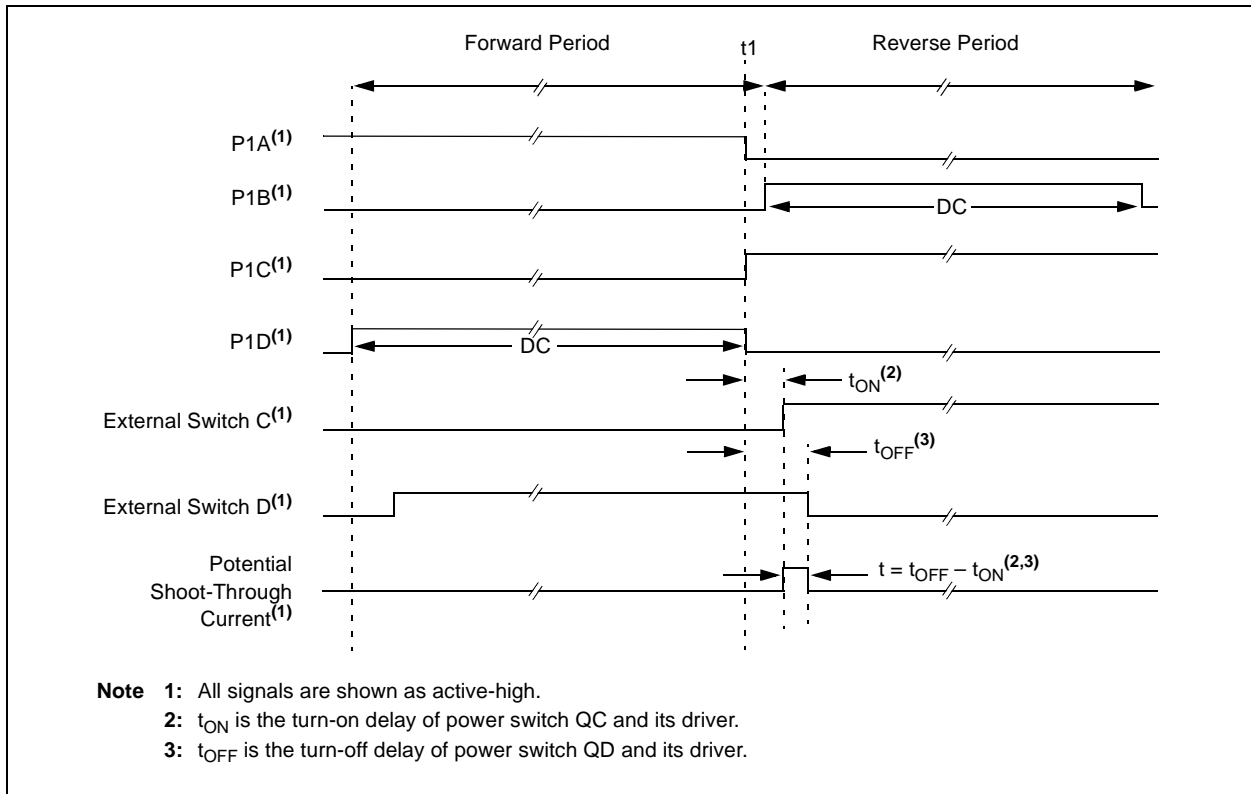 Forward Period t1 Reverse Period
P1A(1)
P1B(1)
DC
P1C(1)
P1D(1)
DC
tON(2)
External Switch C(1)
tOFF(3)
External Switch D(1)
Potential
Shoot-Through
Current(1)
t = tOFF – tON(2,3)
Note 1: All signals are shown as active-high.
2: tON is the turn-on delay of power switch QC and its driver.
3: tOFF is the turn-off delay of power switch QD and its driver.